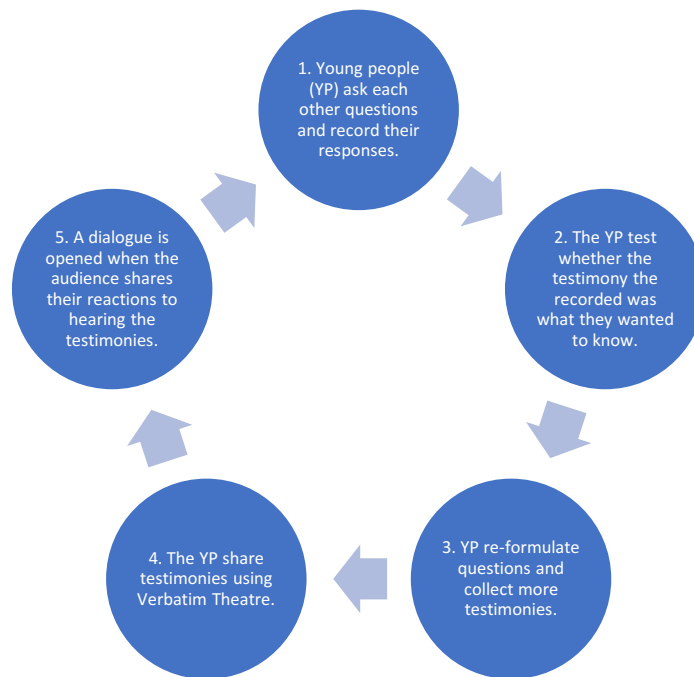 1. Young people
(YP) ask each
other questions
and record their
responses.
2. The YP test
whether the
testimony the
recorded was
what they wanted
to know.
3. YP re-formulate
questions and
collect more
testimonies.
4. The YP share
testimonies using
Verbatim Theatre.
5. A dialogue is
opened when the
audience shares
their reactions to
hearing the
testimonies.